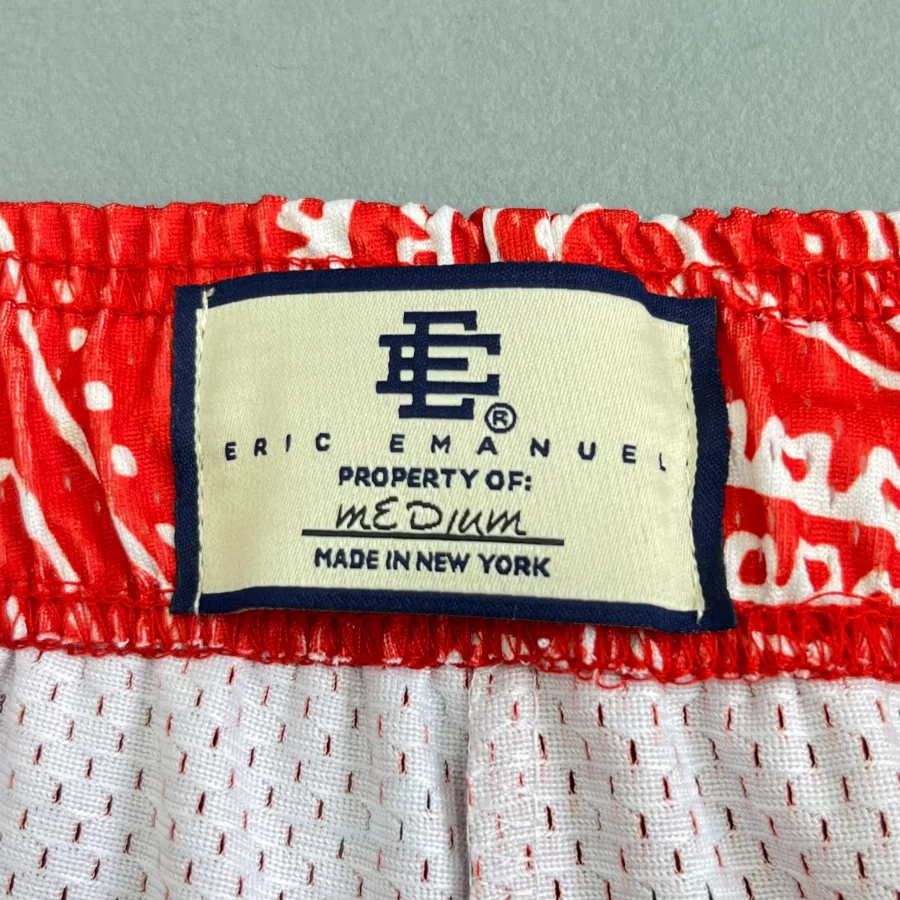 EE®
ERIC EMANUEL
PROPERTY OF:
MEDIUM
MADE IN NEW YORK